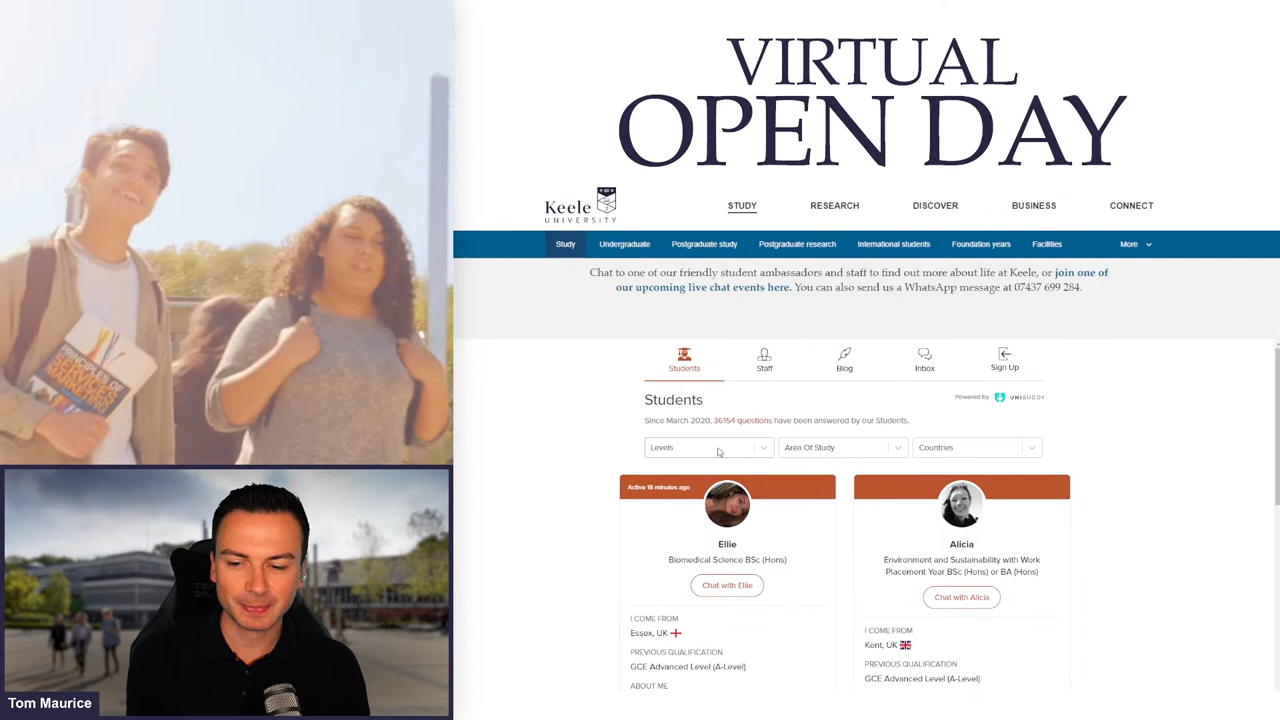 VIRTUAL
OPEN DAY
Keele
UNIVERSITY
STUDY RESEARCH DISCOVER BUSINESS CONNECT
Study Undergraduate Postgraduate study Postgraduate research International students Foundation years Facilities More
Chat to one of our friendly student ambassadors and staff to find out more about life at Keele, or join one of
our upcoming live chat events here. You can also send us a WhatsApp message at 07437 699 284.
Students Staff Blog Inbox Sign Up
Students
Powered by UNIBUDDY
Since March 2020, 36154 questions have been answered by our Students.
Levels Area Of Study Countries
Active 18 minutes ago
Ellie
Biomedical Science BSc (Hons)
Chat with Ellie
I COME FROM
Essex, UK
PREVIOUS QUALIFICATION
GCE Advanced Level (A-Level)
ABOUT ME
Alicia
Environment and Sustainability with Work
Placement Year BSc (Hons) or BA (Hons)
Chat with Alicia
I COME FROM
Kent, UK
PREVIOUS QUALIFICATION
GCE Advanced Level (A-Level)
PRINCIPLES OF
SERVICES
MARKETING
Tom Maurice